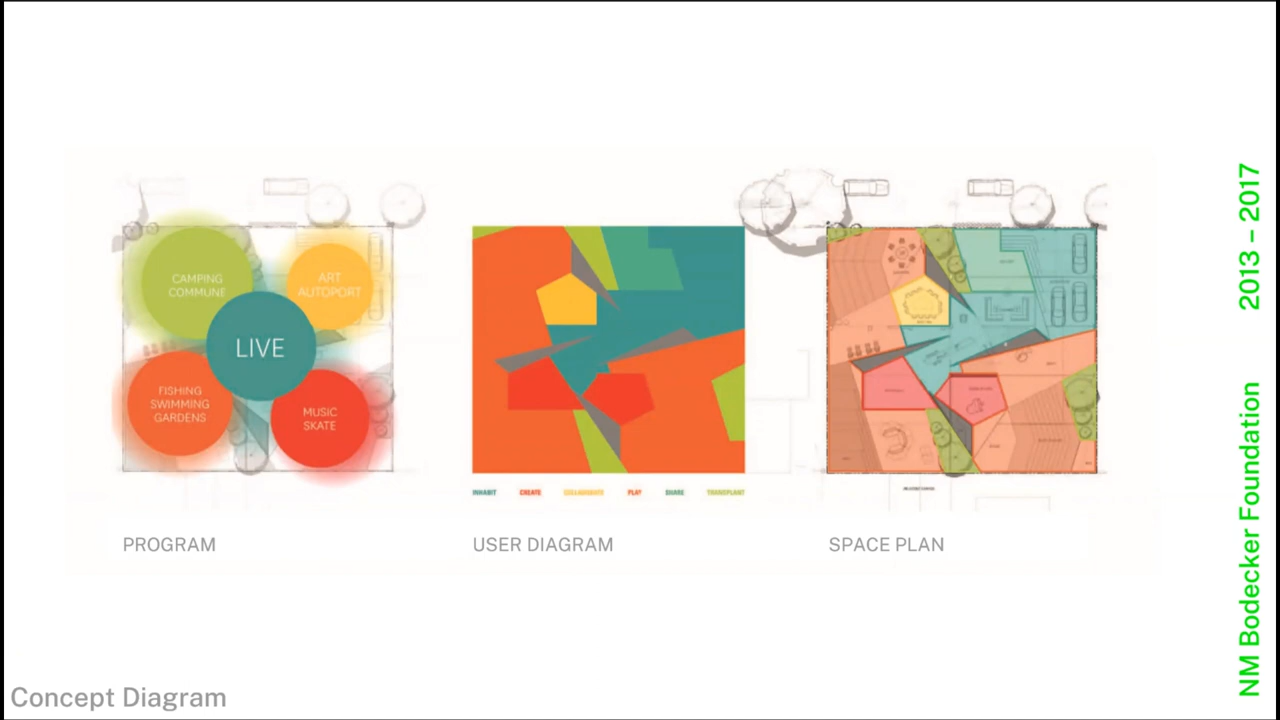 CAMPING
COMMUNE
ART
AUTOPORT
LIVE
FISHING
SWIMMING
GARDENS
MUSIC
SKATE
INHABIT CREATE COLLABORATE PLAY SHARE TRANSPLANT
PROGRAM
USER DIAGRAM
SPACE PLAN
Concept Diagram
NM Bodecker Foundation 2013 – 2017